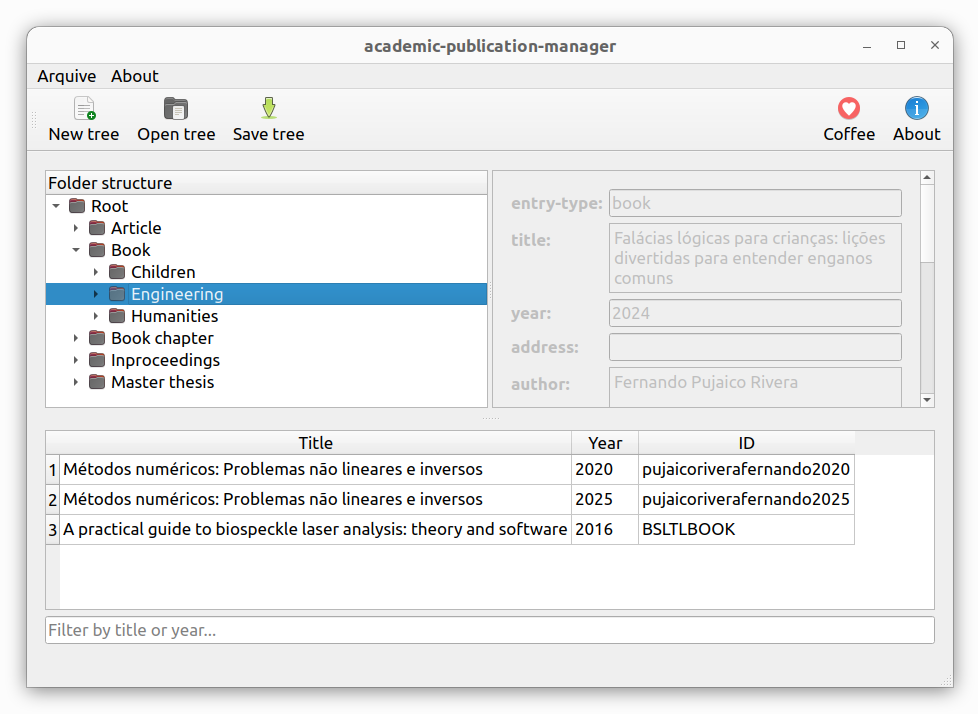 academic-publication-manager
Arquive About
New tree Open tree Save tree Coffee About
Folder structure
Root
Article
Book
Children
Engineering
Humanities
Book chapter
Inproceedings
Master thesis
entry-type: book
title: Falácias lógicas para crianças: lições
divertidas para entender enganos
comuns
year: 2024
address:
author: Fernando Pujaico Rivera
Title Year ID
1 Métodos numéricos: Problemas não lineares e inversos 2020 pujaicoriverafernando2020
2 Métodos numéricos: Problemas não lineares e inversos 2025 pujaicoriverafernando2025
3 A practical guide to biospeckle laser analysis: theory and software 2016 BSLTLBOOK
Filter by title or year...